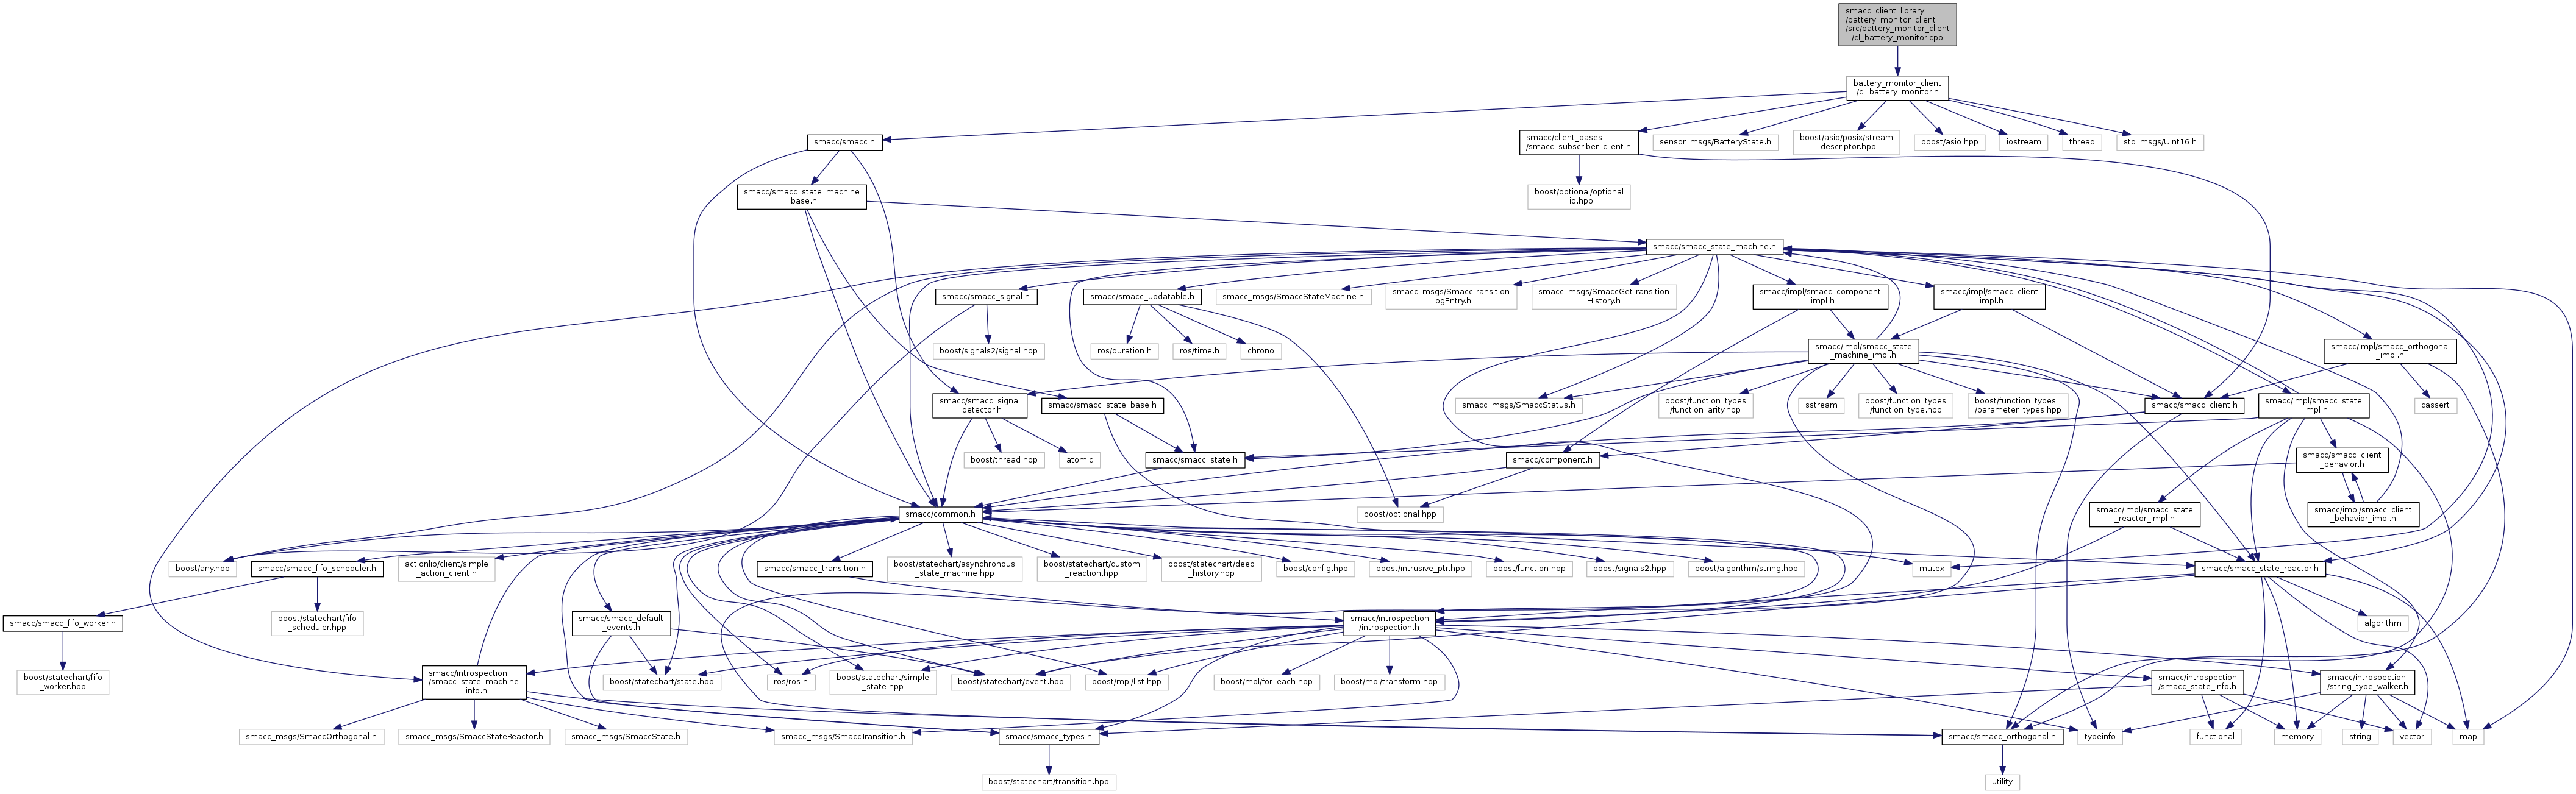 smacc_client_library
/battery_monitor_client
/src/battery_monitor_client
/cl_battery_monitor.cpp
battery_monitor_client
/cl_battery_monitor.h
smacc/smacc.h
smacc/client_bases
/smacc_subscriber_client.h
sensor_msgs/BatteryState.h
boost/asio/posix/stream
_descriptor.hpp
boost/asio.hpp
iostream
thread
std_msgs/UInt16.h
smacc/smacc_state_machine
_base.h
boost/optional/optional
_io.hpp
smacc/smacc_state_machine.h
smacc/smacc_signal.h
smacc/smacc_updatable.h
smacc_msgs/SmaccStateMachine.h
smacc_msgs/SmaccTransition
LogEntry.h
smacc_msgs/SmaccGetTransition
History.h
smacc/impl/smacc_component
_impl.h
smacc/impl/smacc_client
_impl.h
boost/signals2/signal.hpp
ros/duration.h
ros/time.h
chrono
smacc/impl/smacc_state
_machine_impl.h
smacc/impl/smacc_orthogonal
_impl.h
smacc/smacc_signal
_detector.h
smacc/smacc_state_base.h
smacc_msgs/SmaccStatus.h
boost/function_types
/function_arity.hpp
sstream
boost/function_types
/function_type.hpp
boost/function_types
/parameter_types.hpp
smacc/smacc_client.h
smacc/impl/smacc_state
_impl.h
cassert
boost/thread.hpp
atomic
smacc/smacc_state.h
smacc/component.h
smacc/smacc_client
_behavior.h
smacc/common.h
boost/optional.hpp
smacc/impl/smacc_state
_reactor_impl.h
smacc/impl/smacc_client
_behavior_impl.h
boost/any.hpp
smacc/smacc_fifo_scheduler.h
actionlib/client/simple
_action_client.h
smacc/smacc_transition.h
boost/statechart/asynchronous
_state_machine.hpp
boost/statechart/custom
_reaction.hpp
boost/statechart/deep
_history.hpp
boost/config.hpp
boost/intrusive_ptr.hpp
boost/function.hpp
boost/signals2.hpp
boost/algorithm/string.hpp
mutex
smacc/smacc_state_reactor.h
smacc/smacc_fifo_worker.h
boost/statechart/fifo
_scheduler.hpp
smacc/smacc_default
_events.h
smacc/introspection
/introspection.h
algorithm
boost/statechart/fifo
_worker.hpp
smacc/introspection
/smacc_state_machine
_info.h
boost/statechart/state.hpp
ros/ros.h
boost/statechart/simple
_state.hpp
boost/statechart/event.hpp
boost/mpl/list.hpp
boost/mpl/for_each.hpp
boost/mpl/transform.hpp
smacc/introspection
/smacc_state_info.h
smacc/introspection
/string_type_walker.h
smacc_msgs/SmaccOrthogonal.h
smacc_msgs/SmaccStateReactor.h
smacc_msgs/SmaccState.h
smacc_msgs/SmaccTransition.h
smacc/smacc_types.h
smacc/smacc_orthogonal.h
typeinfo
functional
memory
string
vector
map
boost/statechart/transition.hpp
utility